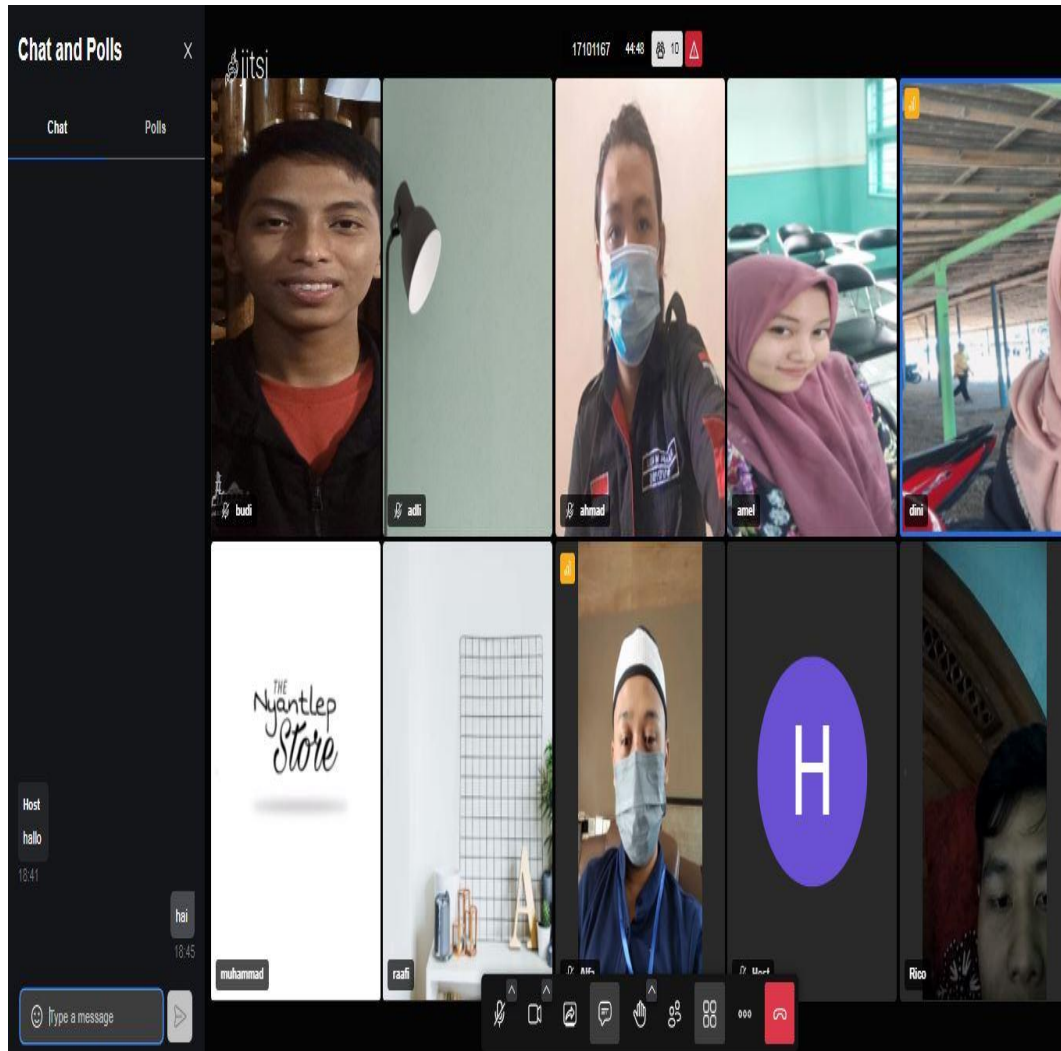 Chat and Polls
Chat
Polls
Host
hallo
18:41
hai
18:45
Type a message
jitsi
17101167
44:48
10
budi
adli
ahmad
amel
dini
THE
Nyantlep
Store
muhammad
raafi
A
Alfa
H
Host
Rico